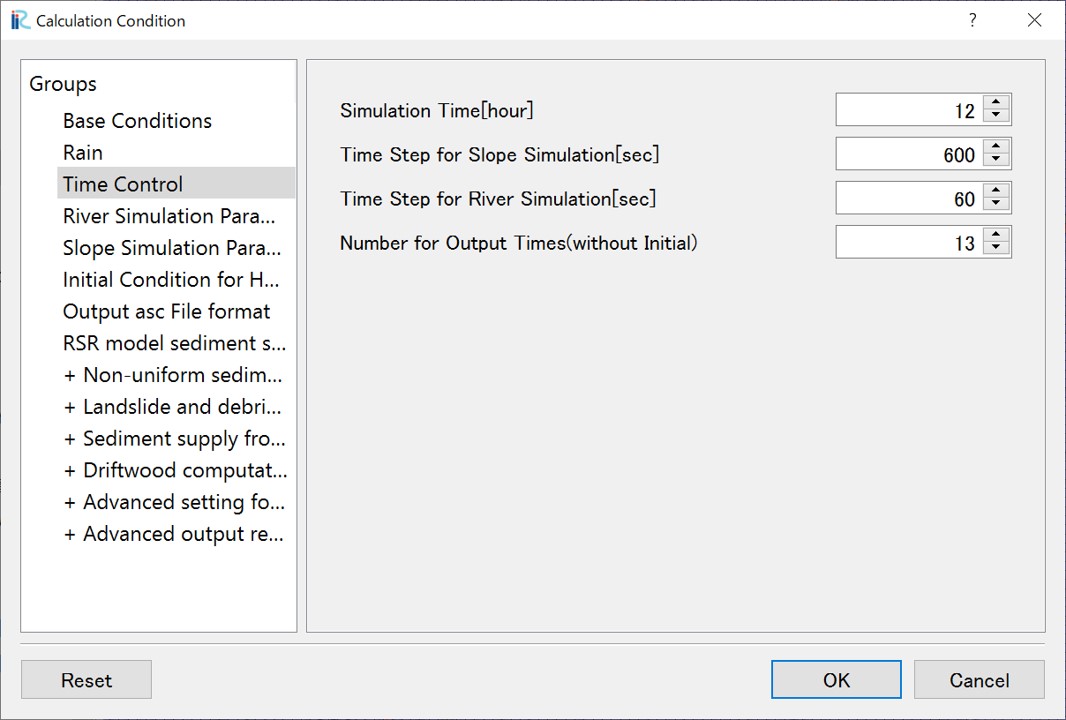 Calculation Condition
?
Groups
Base Conditions
Rain
Time Control
River Simulation Para...
Slope Simulation Para...
Initial Condition for H...
Output asc File format
RSR model sediment s...
+ Non-uniform sedim...
+ Landslide and debri...
+ Sediment supply fro...
+ Driftwood computat...
+ Advanced setting fo...
+ Advanced output re...
Simulation Time[hour] 12
Time Step for Slope Simulation[sec] 600
Time Step for River Simulation[sec] 60
Number for Output Times(without Initial) 13
Reset
OK
Cancel